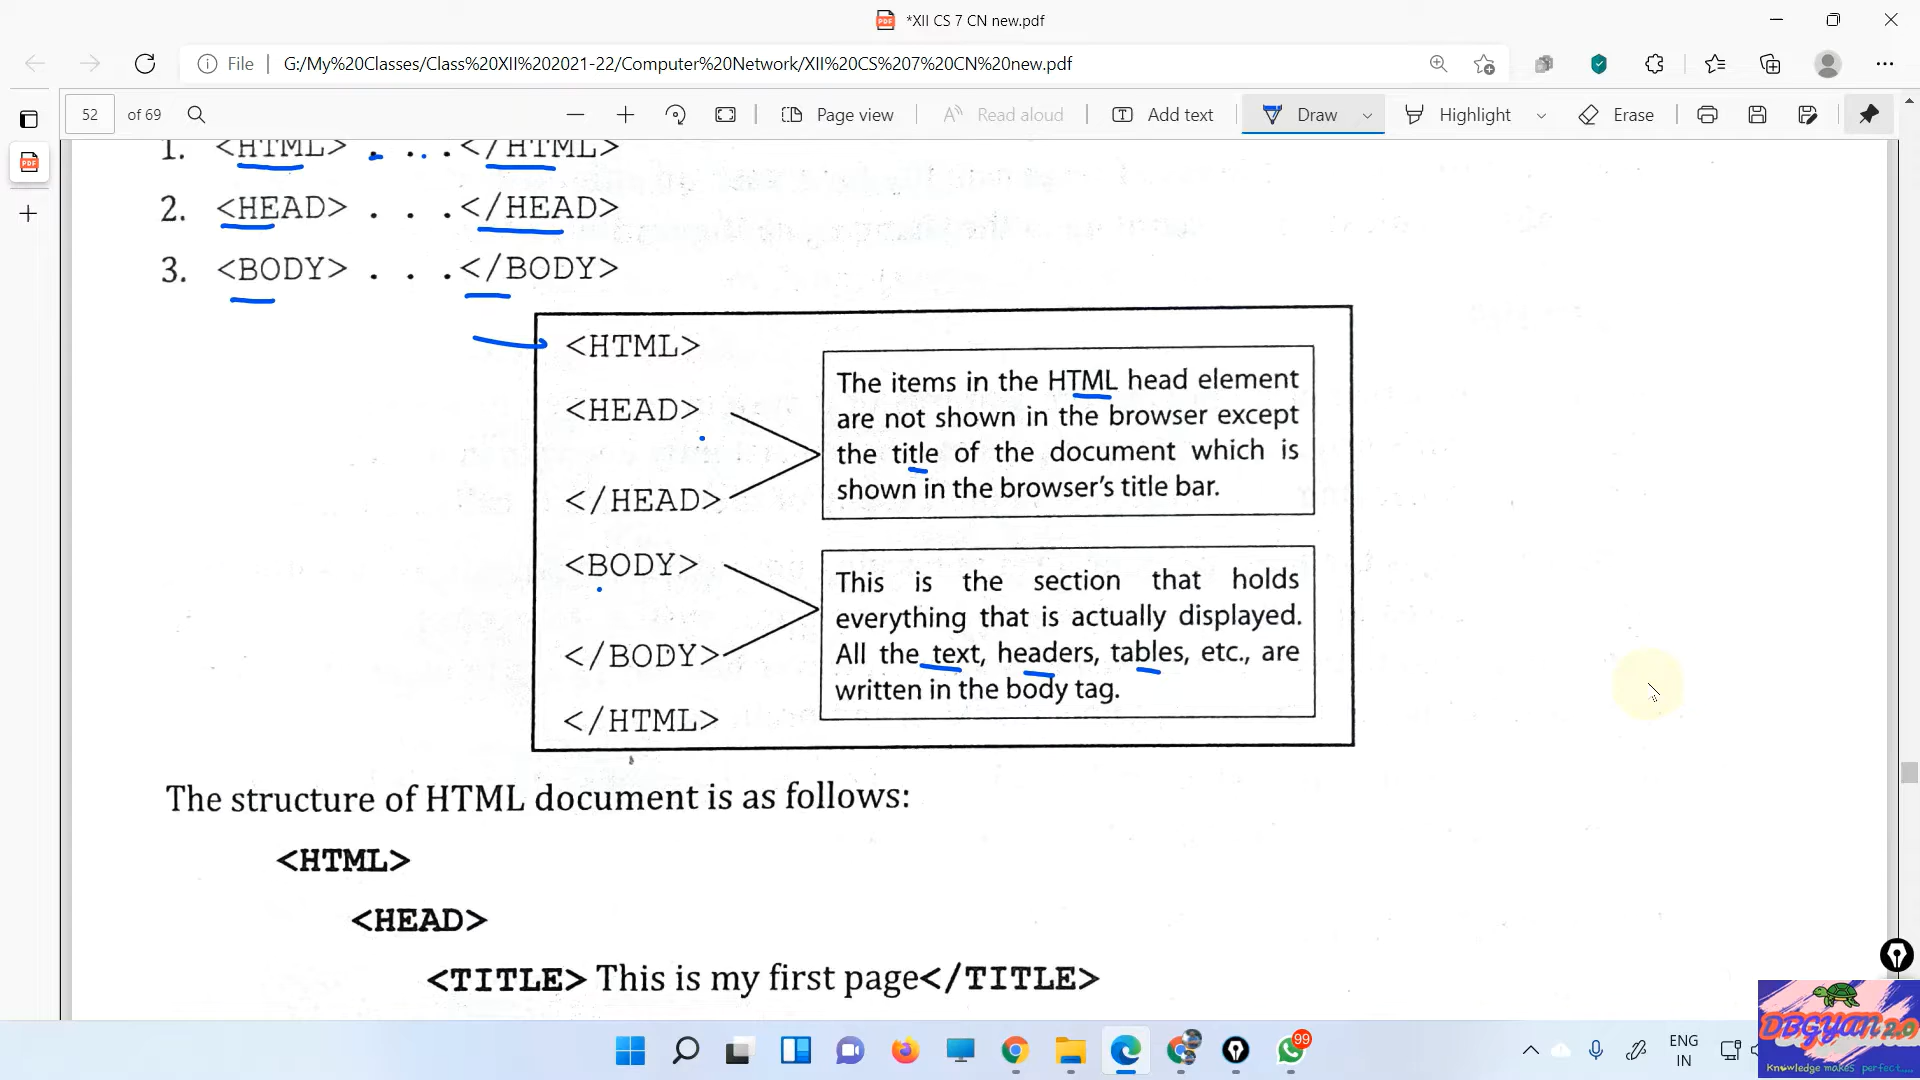 *XII CS 7 CN new.pdf
File
G:/My%20Classes/Class%20XII%202021-22/Computer%20Network/XII%20CS%207%20CN%20new.pdf
52 of 69
Page view
Read aloud
Add text
Draw
Highlight
Erase
1. <HTML> . . .</HTML>
2. <HEAD> . . .</HEAD>
3. <BODY> . . .</BODY>
<HTML>
<HEAD>
</HEAD>
The items in the HTML head element
are not shown in the browser except
the title of the document which is
shown in the browser's title bar.
<BODY>
</BODY>
</HTML>
This is the section that holds
everything that is actually displayed.
All the text, headers, tables, etc., are
written in the body tag.
The structure of HTML document is as follows:
<HTML>
<HEAD>
<TITLE> This is my first page</TITLE>
99
ENG
IN
DBGYAN 2.0
Knowledge makes perfect.....